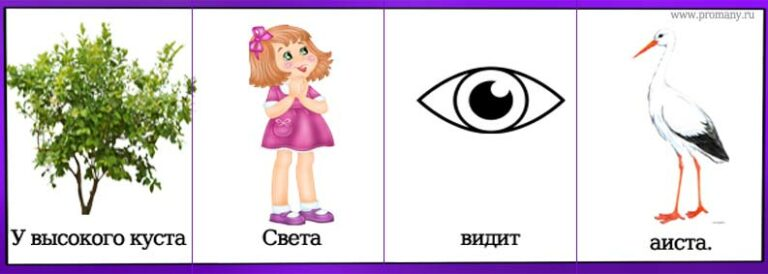 www.promany.ru
У высокого куста
Света
видит
аиста.